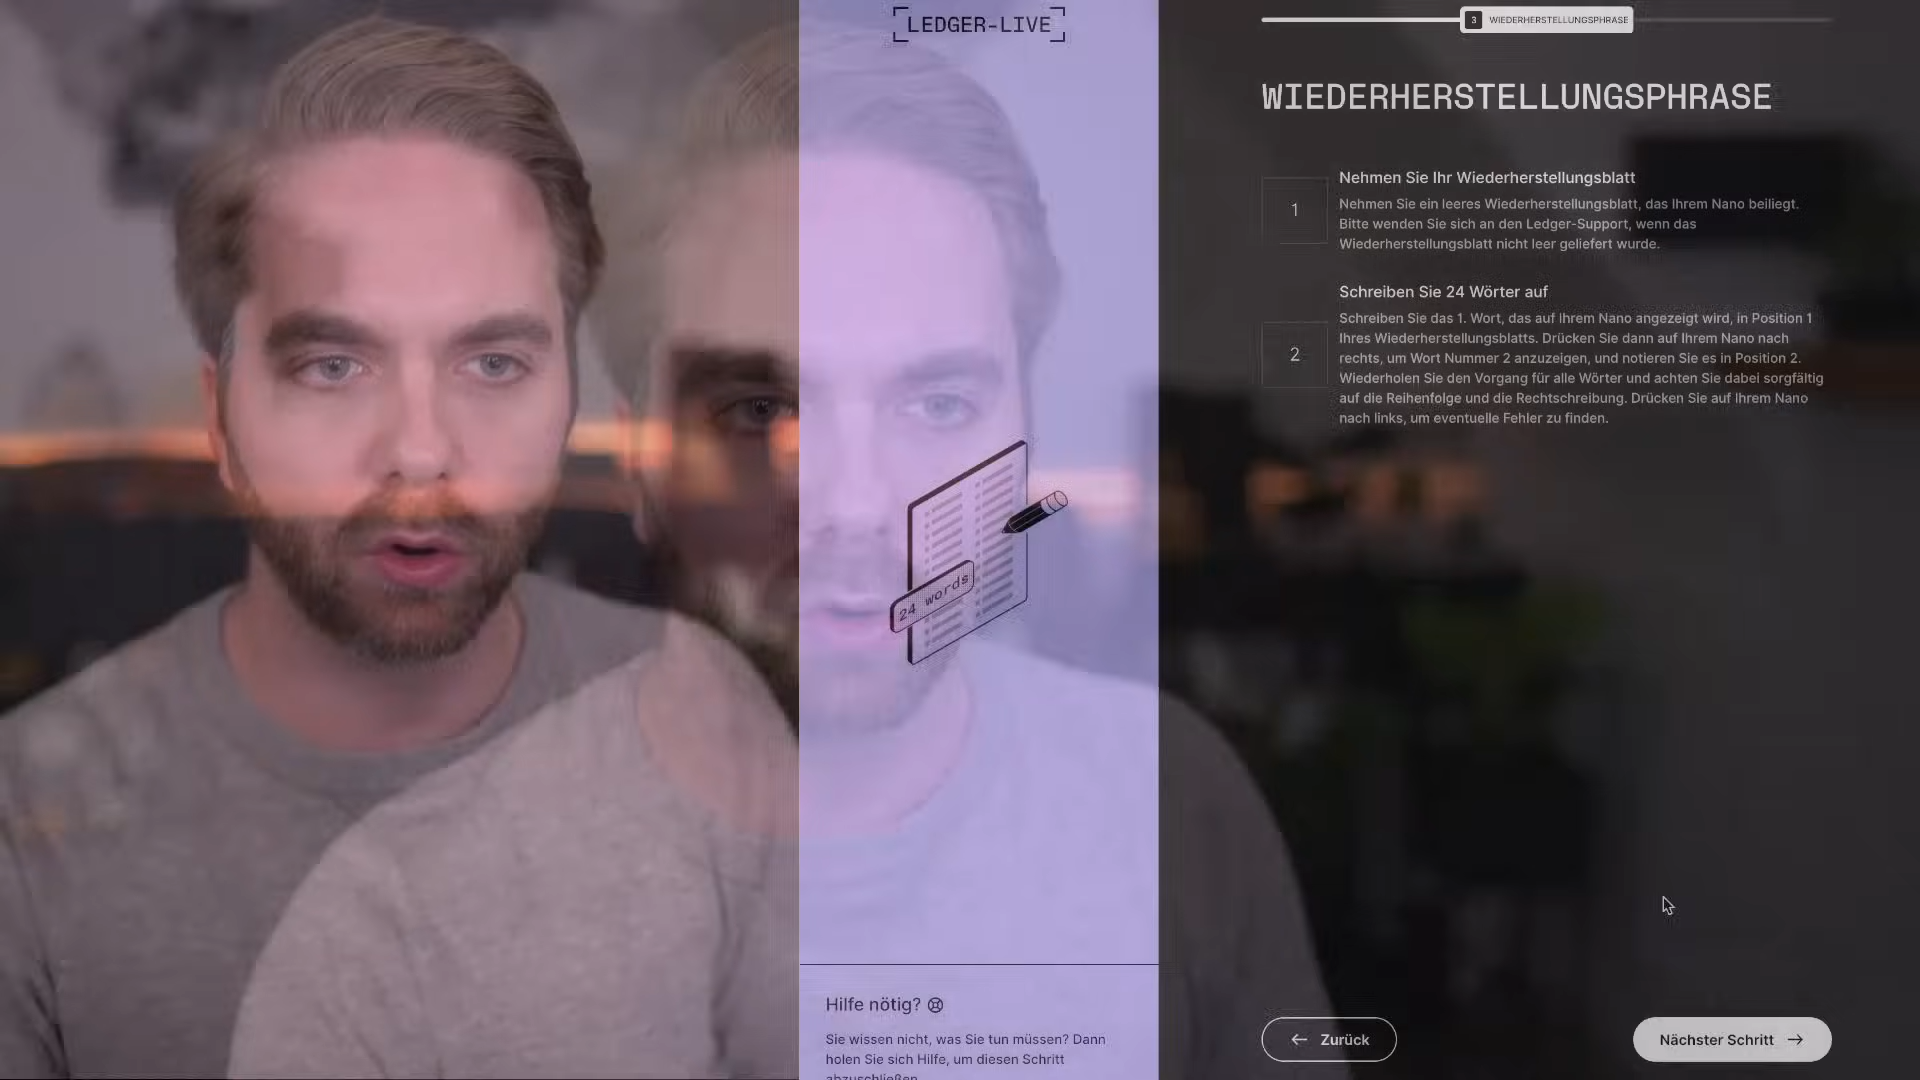 LEDGER-LIVE
3 WIEDERHERSTELLUNGSPHRASE
WIEDERHERSTELLUNGSPHRASE
1
Nehmen Sie Ihr Wiederherstellungsblatt
Nehmen Sie ein leeres Wiederherstellungsblatt, das Ihrem Nano beiliegt.
Bitte wenden Sie sich an den Ledger-Support, wenn das
Wiederherstellungsblatt nicht leer geliefert wurde.
2
Schreiben Sie 24 Wörter auf
Schreiben Sie das 1. Wort, das auf Ihrem Nano angezeigt wird, in Position 1
Ihres Wiederherstellungsblatts. Drücken Sie dann auf Ihrem Nano nach
rechts, um Wort Nummer 2 anzuzeigen, und notieren Sie es in Position 2.
Wiederholen Sie den Vorgang für alle Wörter und achten Sie dabei sorgfältig
auf die Reihenfolge und die Rechtschreibung. Drücken Sie auf Ihrem Nano
nach links, um eventuelle Fehler zu finden.
24 words
Hilfe nötig?
Sie wissen nicht, was Sie tun müssen? Dann
holen Sie sich Hilfe, um diesen Schritt
abzuschließen
Zurück
Nächster Schritt